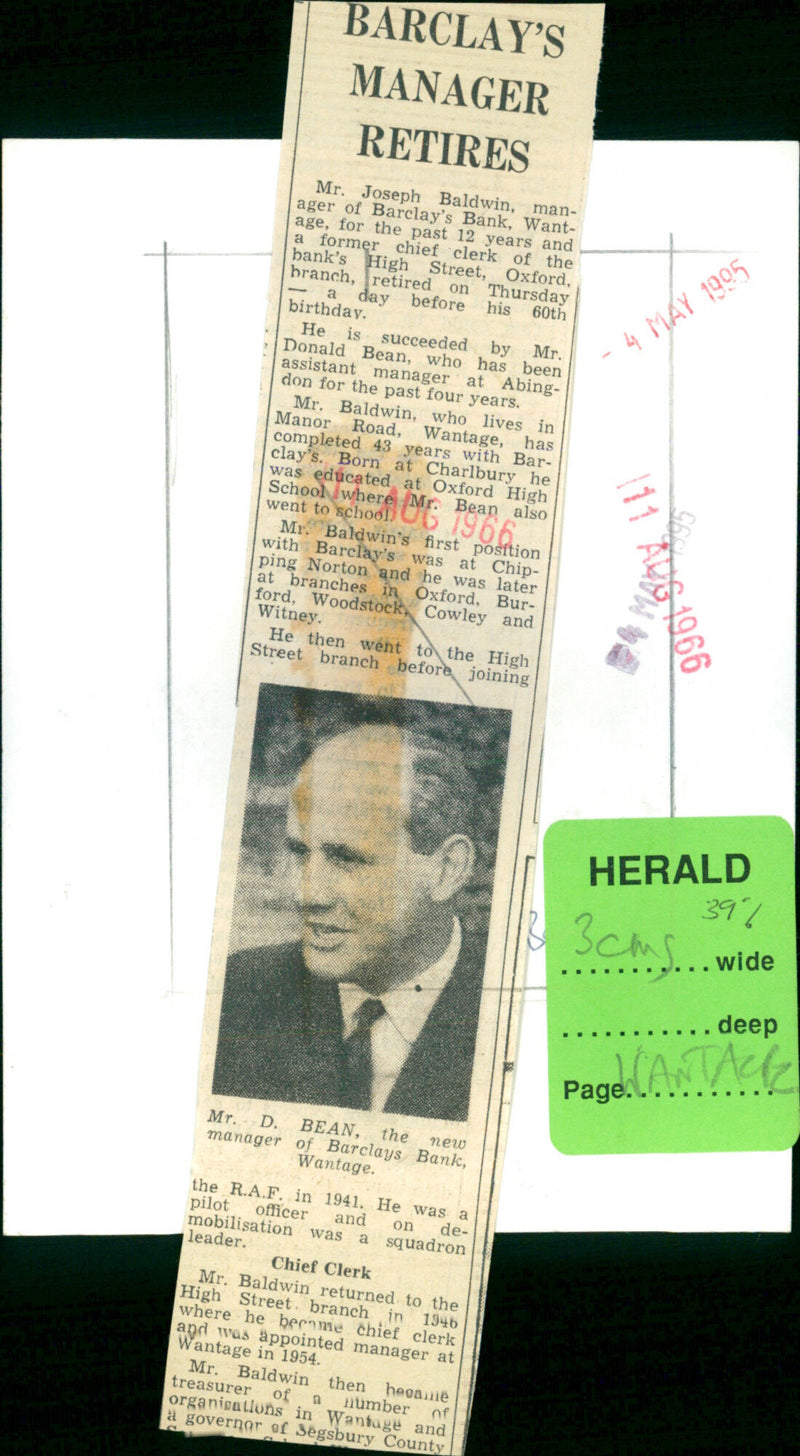 BARCLAY'S
MANAGER
RETIRES
Mr. Joseph Baldwin, man-
ager of Barclay's Bank, Want-
age, for the past 12 years and
a former chief clerk of the
bank's High Street, Oxford,
branch, retired on Thursday
— a day before his 60th
birthday.
He is succeeded by Mr.
Donald Bean, who has been
assistant manager at Abing-
don for the past four years.
Mr. Baldwin, who lives in
Manor Road, Wantage, has
completed 43 years with Bar-
clay's. Born at Charlbury he
was educated at Oxford High
School where Mr. Bean also
went to school.
Mr. Baldwin's first position
with Barclay's was at Chip-
ping Norton and he was later
at branches in Oxford, Bur-
ford, Woodstock, Cowley and
Witney.
He then went to the High
Street branch before joining
Mr. D. BEAN, the new
manager of Barclays Bank,
Wantage.
the R.A.F. in 1941. He was a
pilot officer and on de-
mobilisation was a squadron
leader.
Chief Clerk
Mr. Baldwin returned to the
High Street branch in 1946
where he became chief clerk
and was appointed manager at
Wantage in 1954.
Mr. Baldwin then became
treasurer of a number of
organisations in Wantage and
a governor of Segsbury County
11 AUG 1966
- 4 MAY 1995
11 AUG 1966
MAR 1995
HERALD
39%
3cms wide
deep
Page WANTAGE